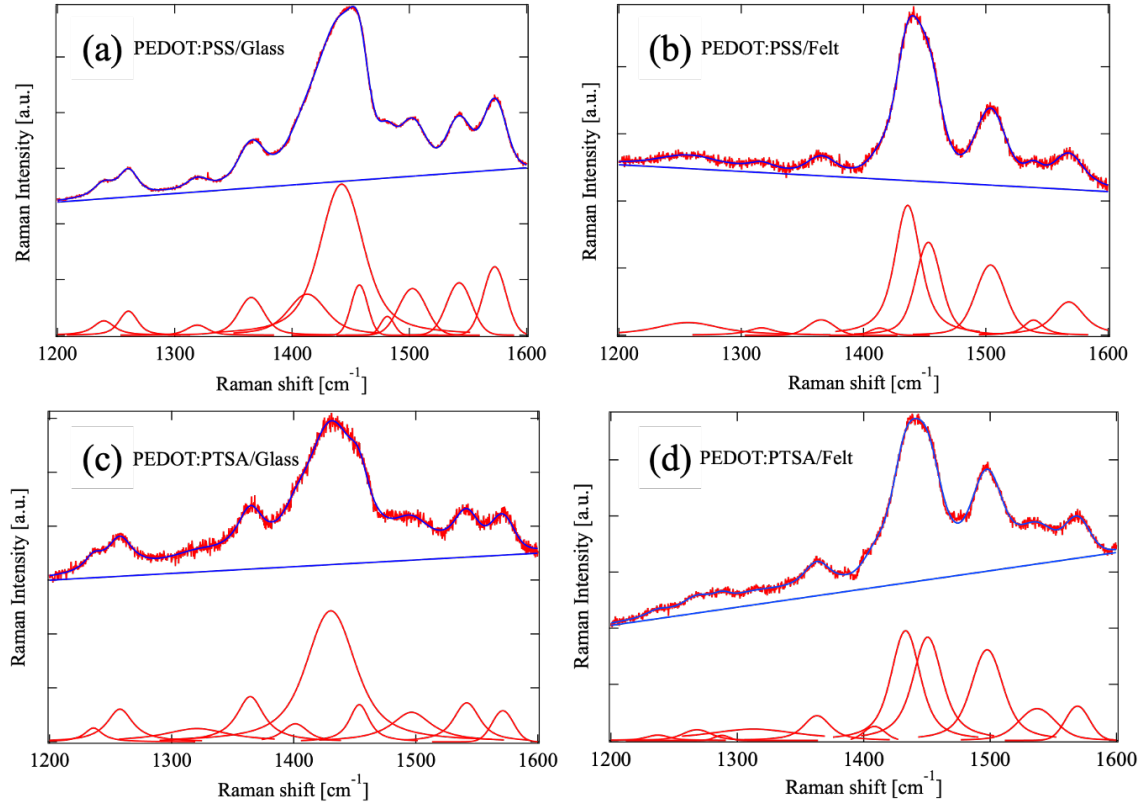 (a) PEDOT:PSS/Glass
Raman Intensity [a.u.]
1200 1300 1400 1500 1600
Raman shift [cm⁻¹]
(b) PEDOT:PSS/Felt
Raman Intensity [a.u.]
1200 1300 1400 1500 1600
Raman shift [cm⁻¹]
(c) PEDOT:PTSA/Glass
Raman Intensity [a.u.]
1200 1300 1400 1500 1600
Raman shift [cm⁻¹]
(d) PEDOT:PTSA/Felt
Raman Intensity [a.u.]
1200 1300 1400 1500 1600
Raman shift [cm⁻¹]